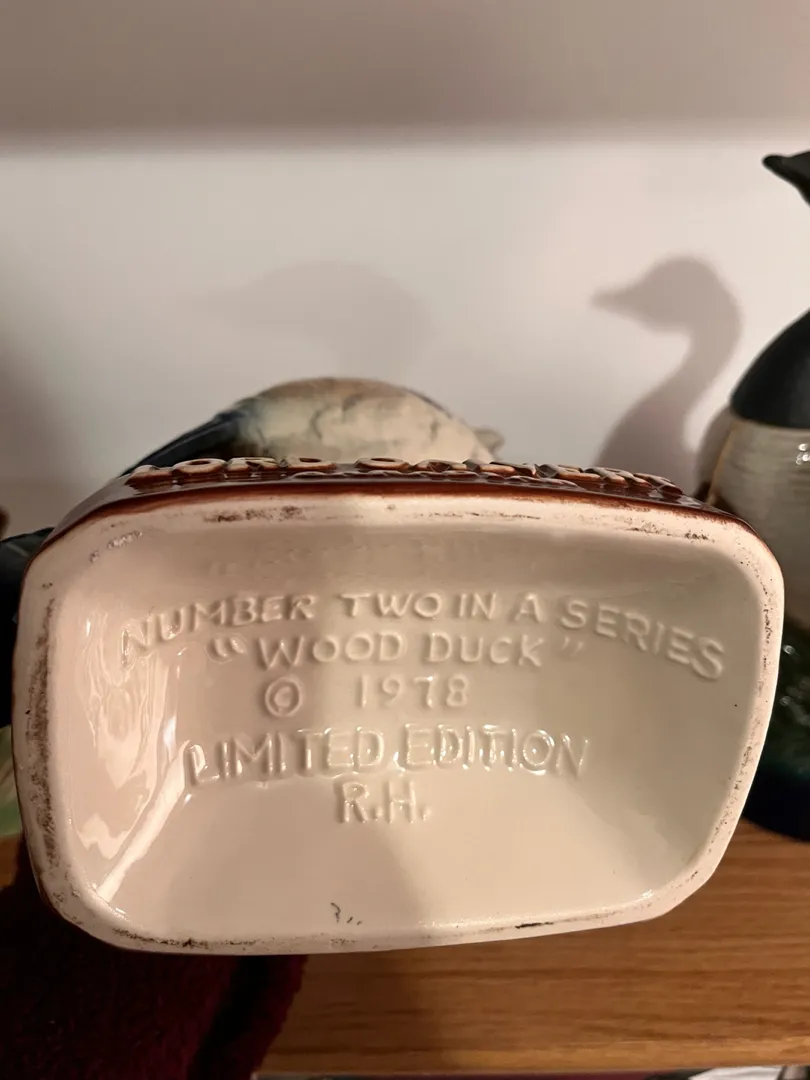 NUMBER TWO IN A SERIES
"WOOD DUCK"
© 1978
LIMITED EDITION
R.H.